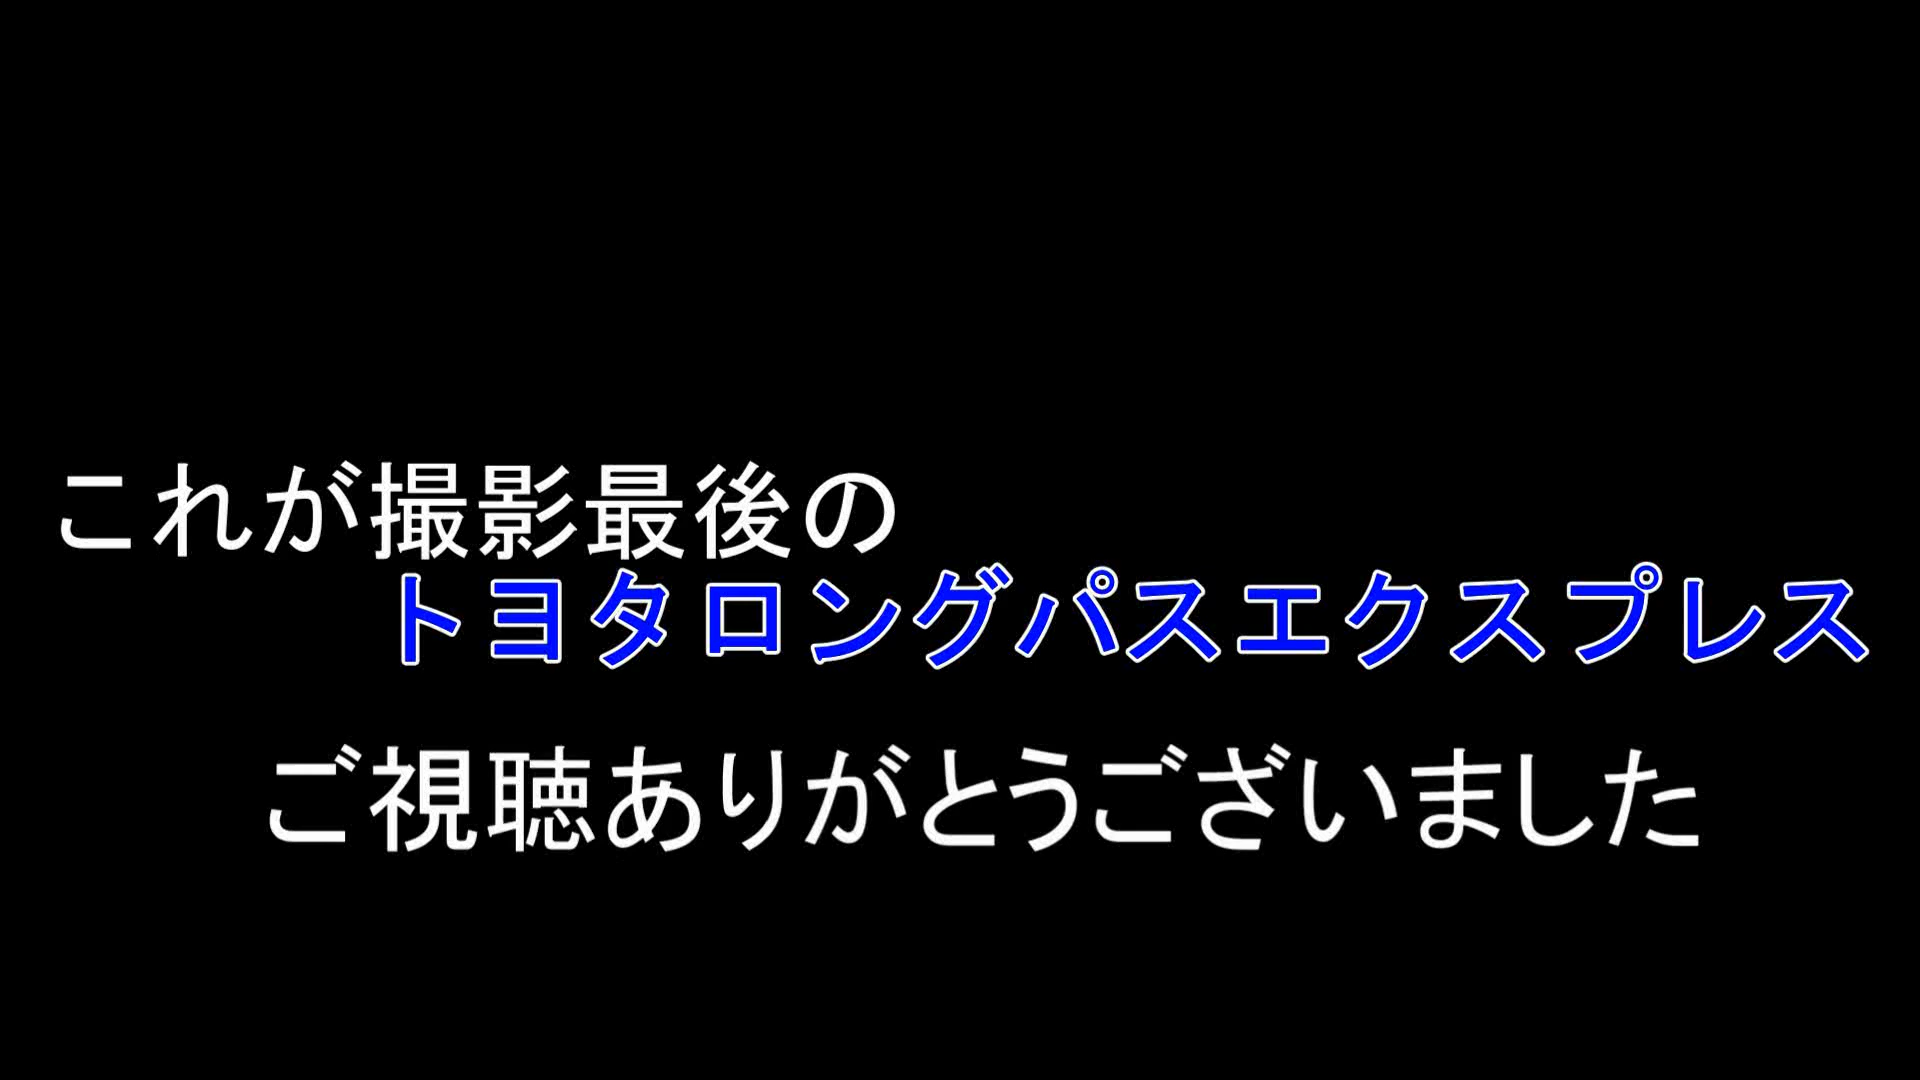 これが撮影最後の
トヨタロングパスエクスプレス
ご視聴ありがとうございました